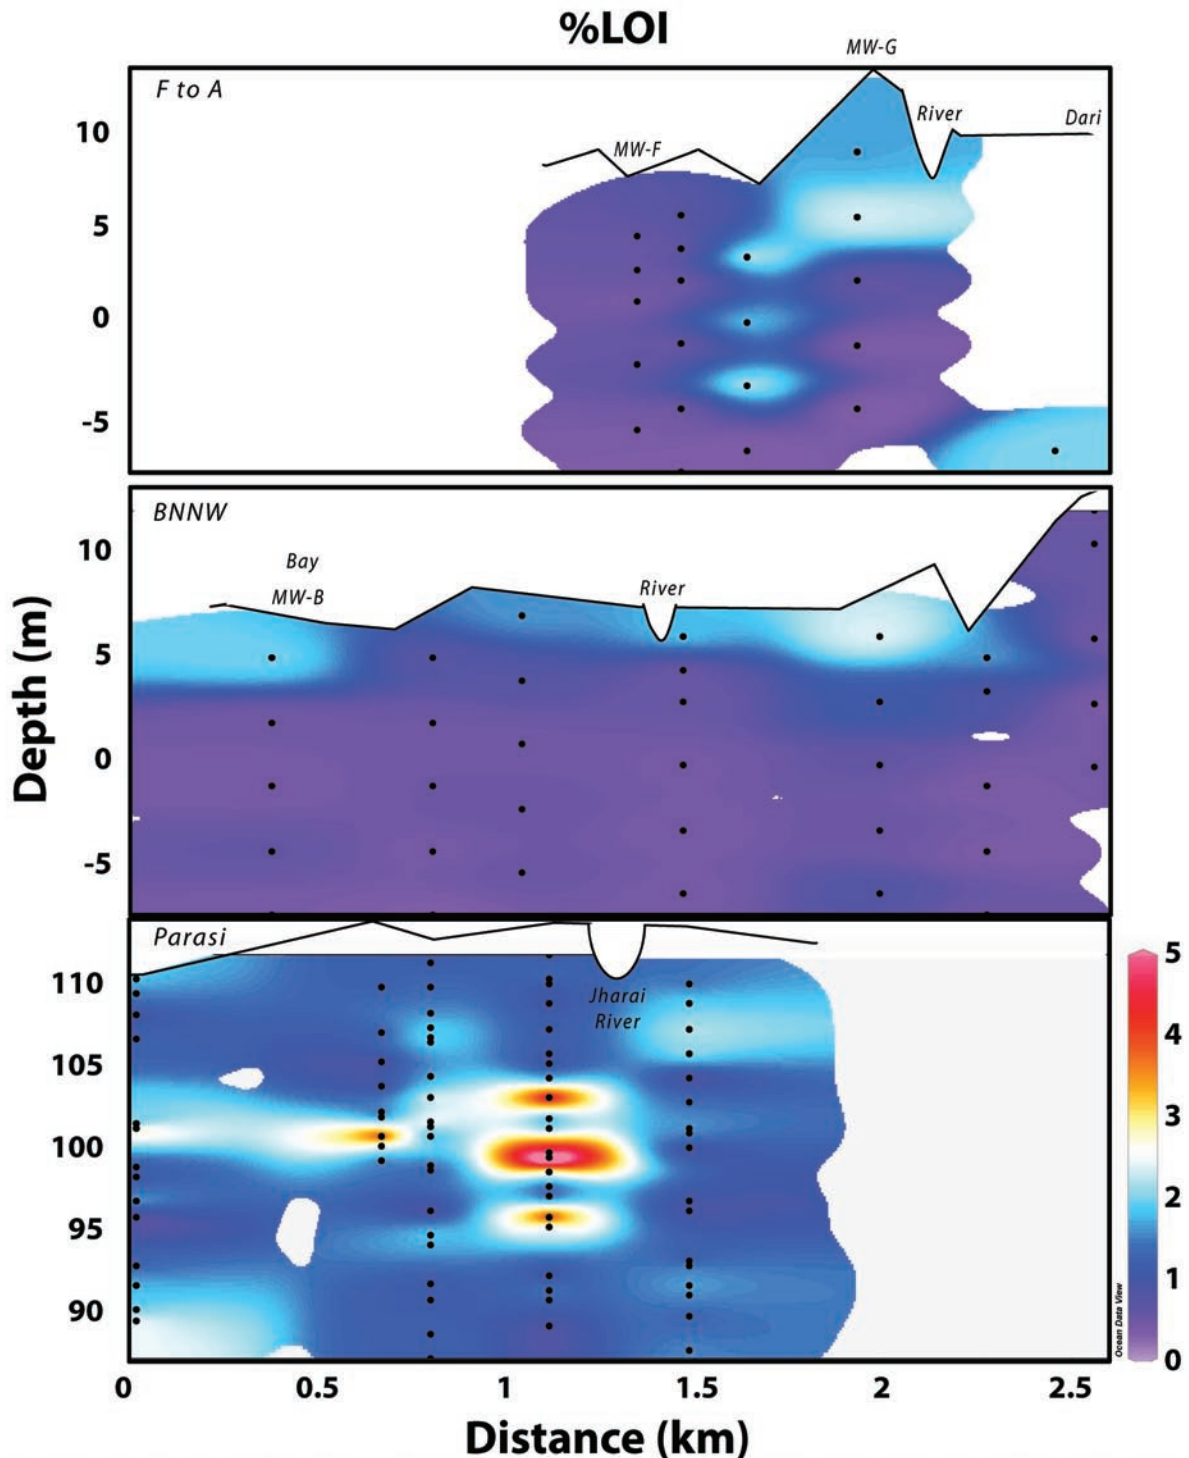 %LOI
MW-G
F to A
River
Dari
MW-F
10
5
0
-5
BNNW
Bay
MW-B
River
10
5
0
-5
Depth (m)
Parasi
Jharai
River
110
105
100
95
90
5
4
3
2
1
0
Ocean Data View
0 0.5 1 1.5 2 2.5
Distance (km)